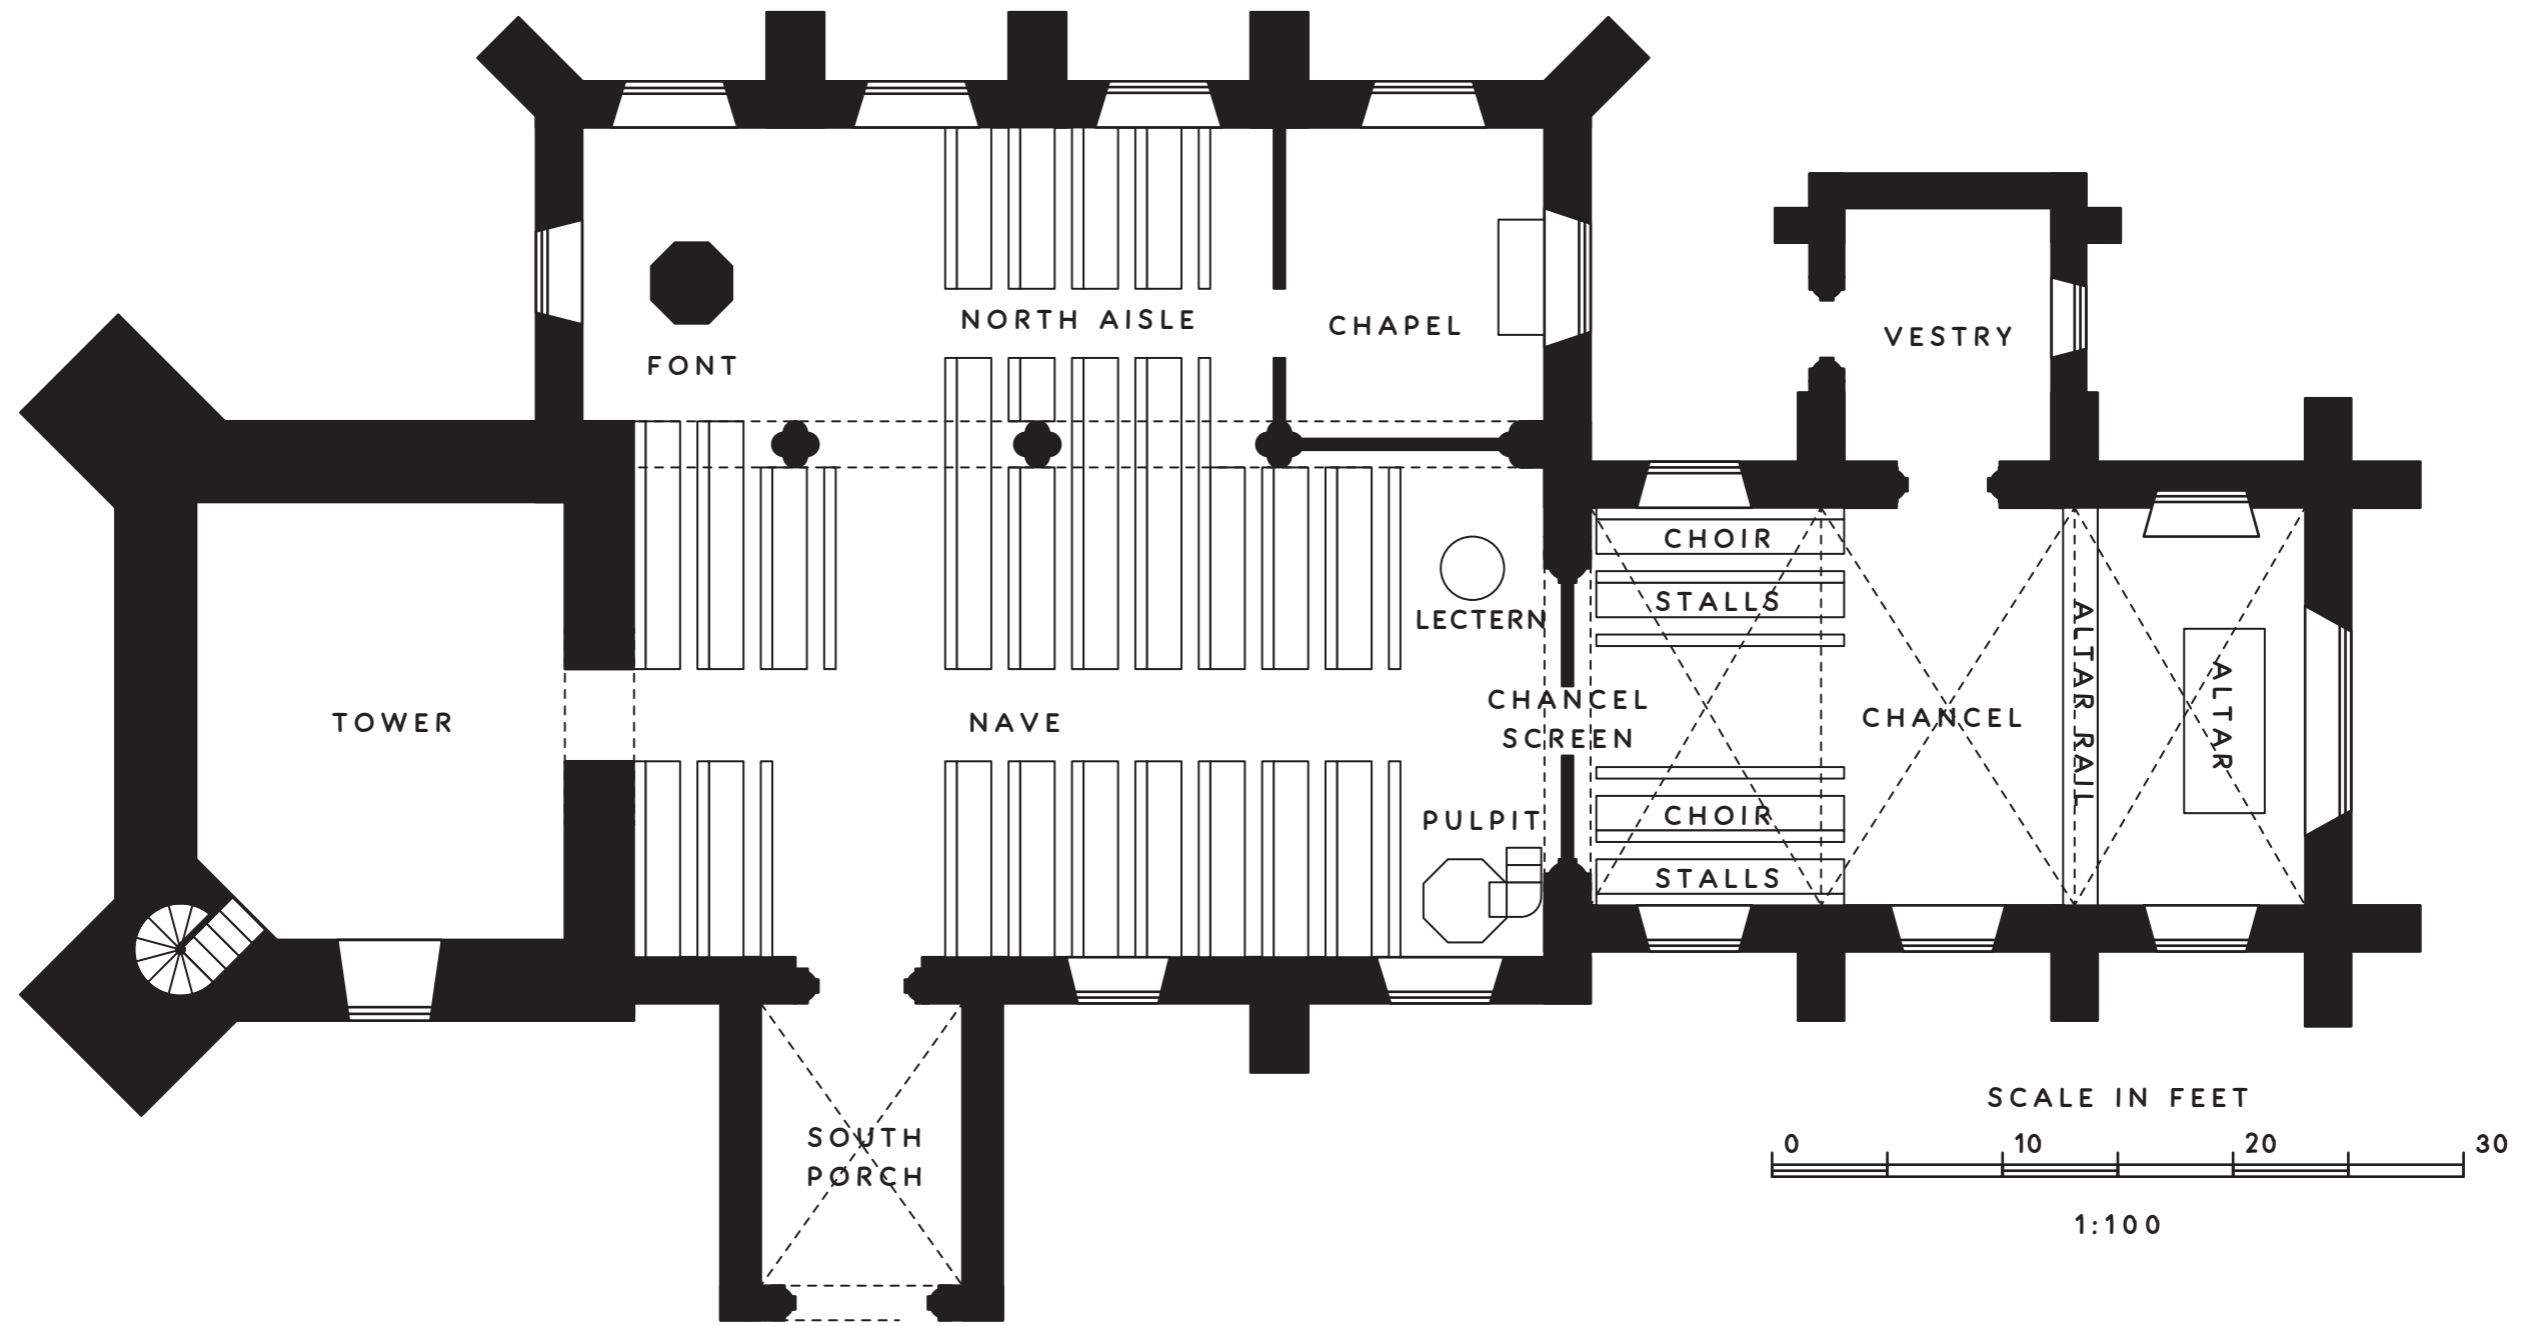 NORTH AISLE
CHAPEL
VESTRY
FONT
CHOIR
STALLS
LECTERN
TOWER
NAVE
CHANCEL
SCREEN
CHANCEL
ALTAR RAIL
ALTAR
PULPIT
CHOIR
STALLS
SOUTH
PORCH
SCALE IN FEET
0 10 20 30
1:100